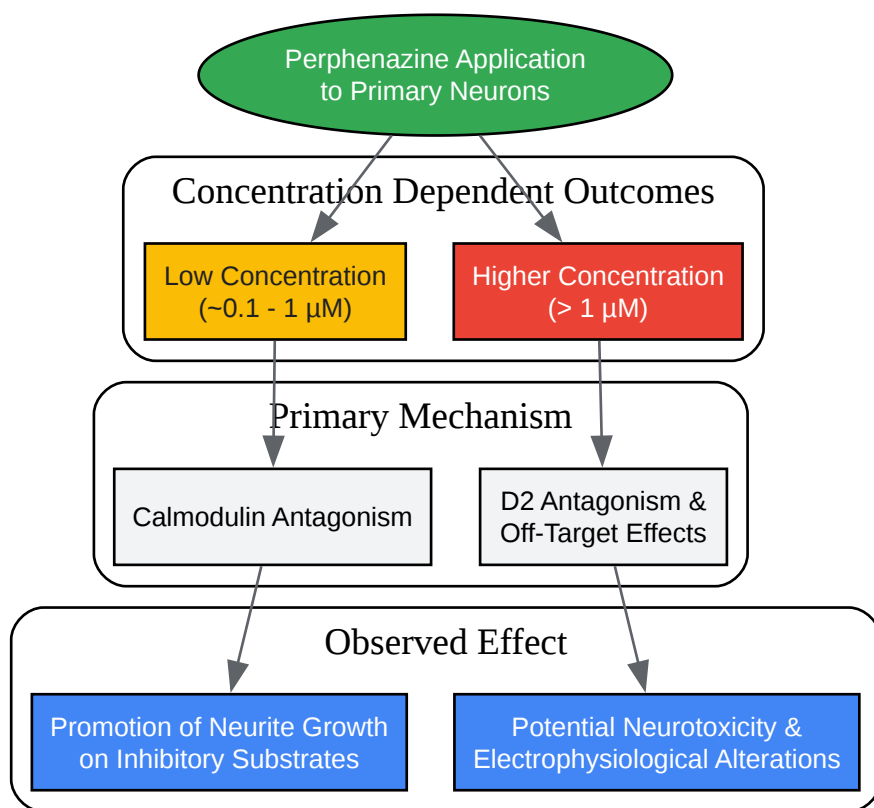 Perphenazine Application
to Primary Neurons
Concentration Dependent Outcomes
Low Concentration
(~0.1 - 1 µM)
Higher Concentration
(> 1 µM)
Primary Mechanism
Calmodulin Antagonism
D2 Antagonism &
Off-Target Effects
Observed Effect
Promotion of Neurite Growth
on Inhibitory Substrates
Potential Neurotoxicity &
Electrophysiological Alterations